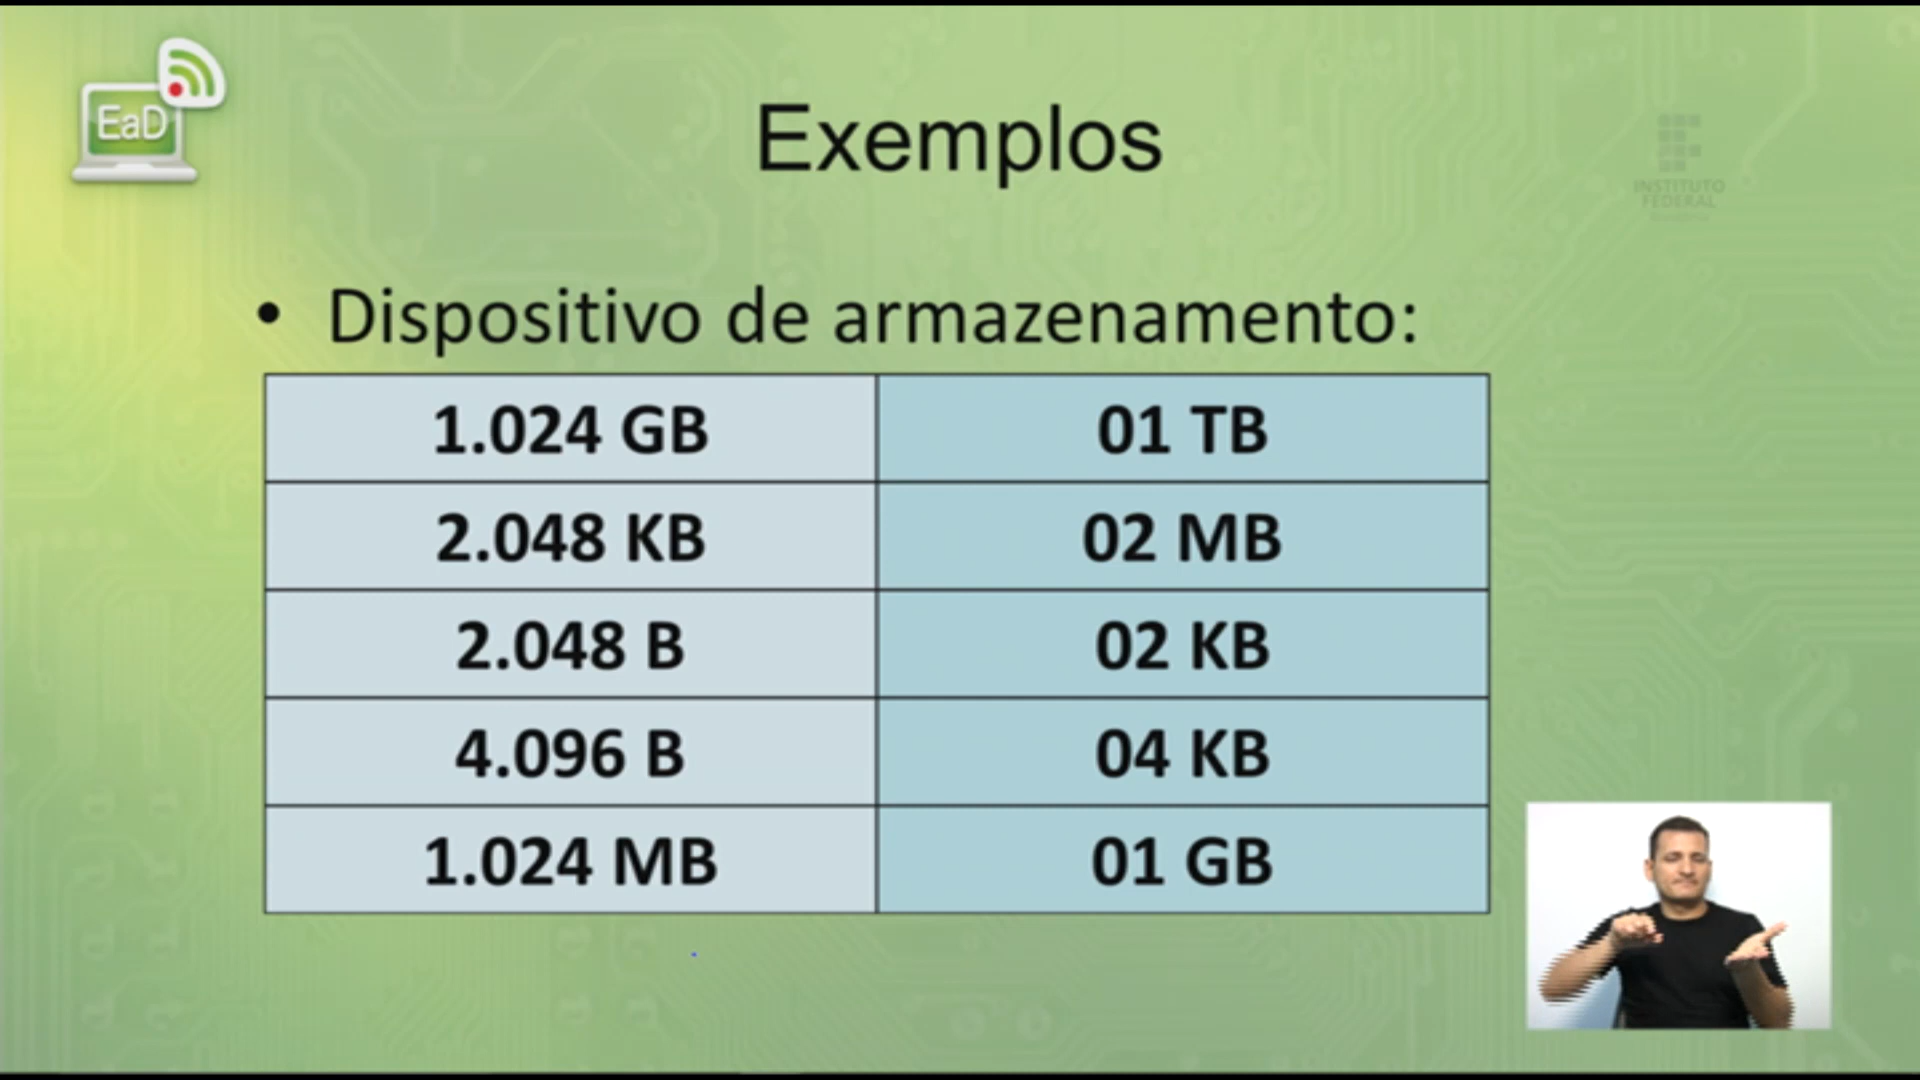 EaD
Exemplos
INSTITUTO
FEDERAL
• Dispositivo de armazenamento:
1.024 GB 01 TB
2.048 KB 02 MB
2.048 B 02 KB
4.096 B 04 KB
1.024 MB 01 GB